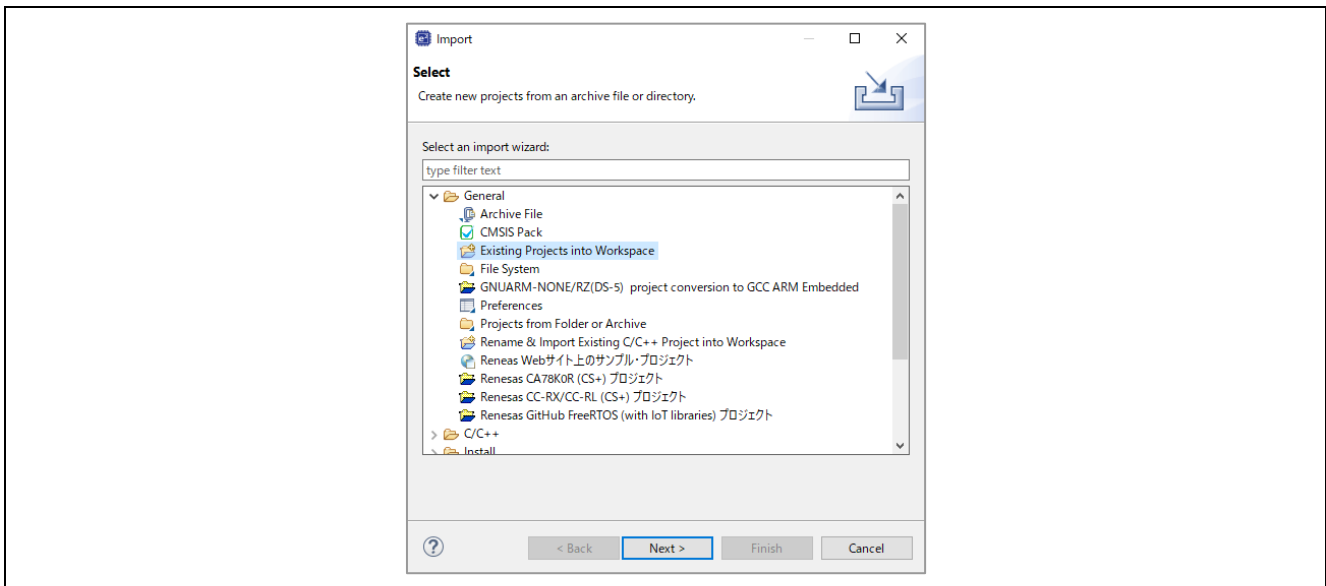 Import
Select
Create new projects from an archive file or directory.
Select an import wizard:
type filter text
General
Archive File
CMSIS Pack
Existing Projects into Workspace
File System
GNUARM-NONE/RZ(DS-5) project conversion to GCC ARM Embedded
Preferences
Projects from Folder or Archive
Rename & Import Existing C/C++ Project into Workspace
Reneas Webサイト上のサンプル・プロジェクト
Renesas CA78K0R (CS+) プロジェクト
Renesas CC-RX/CC-RL (CS+) プロジェクト
Renesas GitHub FreeRTOS (with IoT libraries) プロジェクト
C/C++
Install
? < Back Next > Finish Cancel